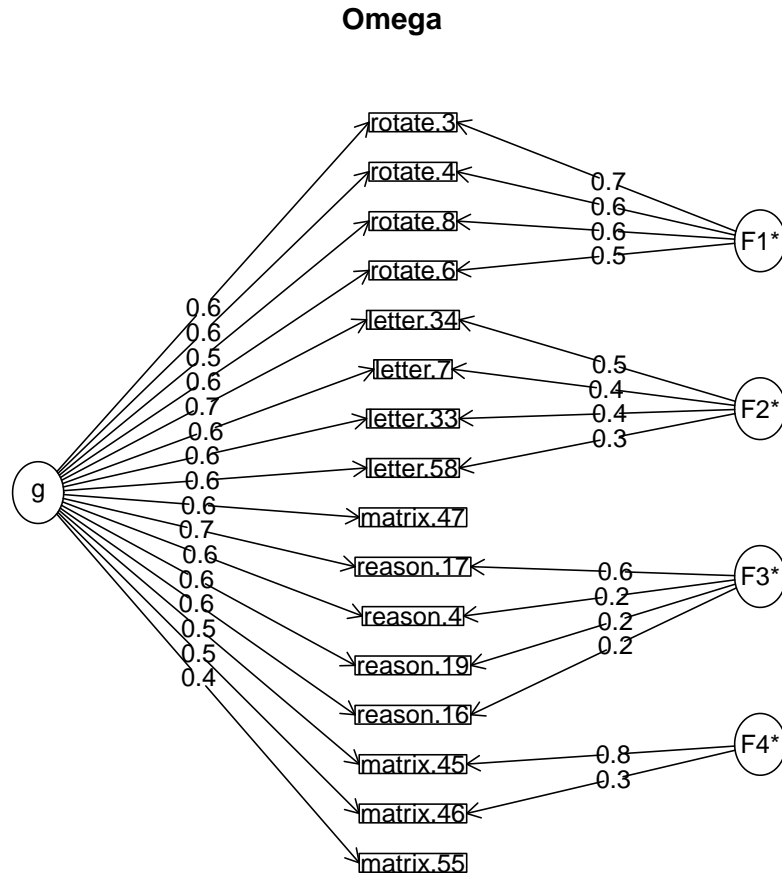 Omega
rotate.3
rotate.4
0.7
rotate.8
0.6
F1*
0.6
rotate.6
0.5
0.6
letter.34
0.6
0.5
0.5
letter.7
0.6
0.4
0.7
F2*
letter.33
0.4
0.6
0.3
0.6
letter.58
0.6
g
0.6
matrix.47
0.7
0.6
reason.17
0.6
F3*
0.6
0.2
0.6
reason.4
0.2
0.5
0.2
0.5
reason.19
0.4
reason.16
F4*
matrix.45
0.8
0.3
matrix.46
matrix.55